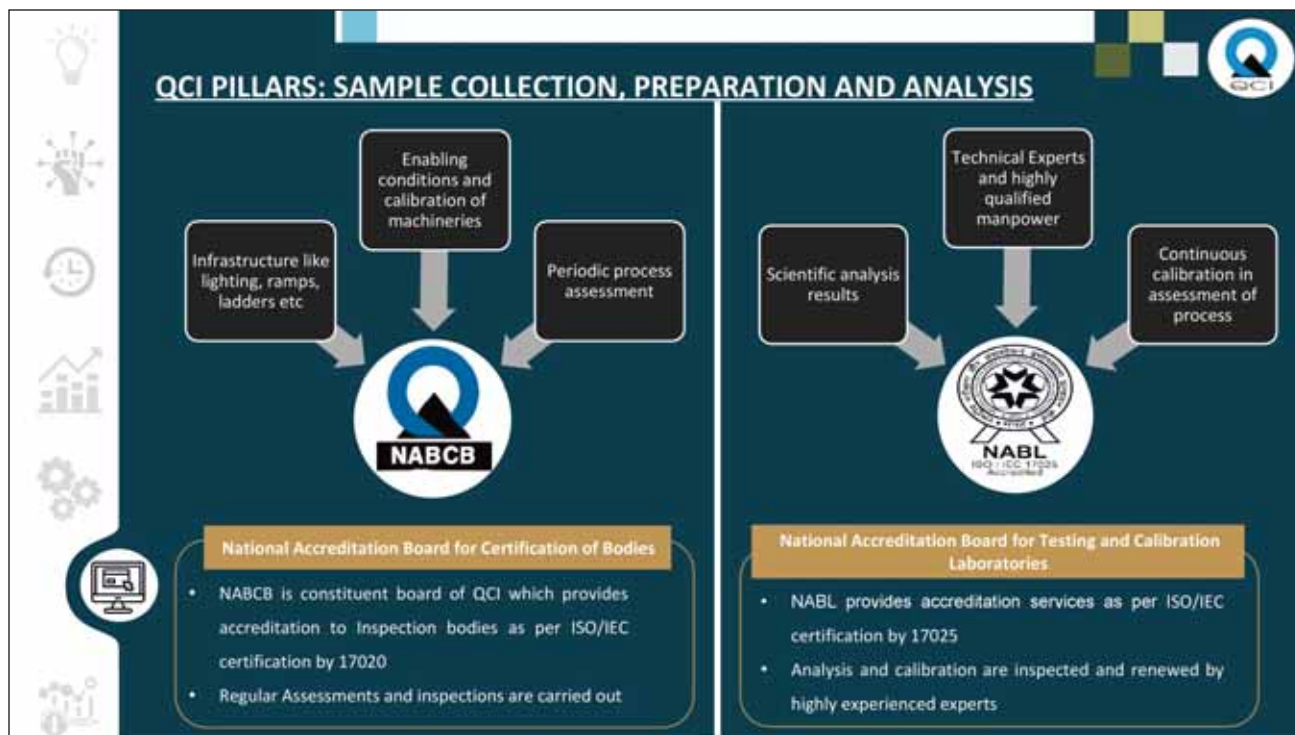 QCI
QCI PILLARS: SAMPLE COLLECTION, PREPARATION AND ANALYSIS
Enabling
conditions and
calibration of
machineries
Infrastructure like
lighting, ramps,
ladders etc
Periodic process
assessment
NABCB
National Accreditation Board for Certification of Bodies
• NABCB is constituent board of QCI which provides
accreditation to Inspection bodies as per ISO/IEC
certification by 17020
• Regular Assessments and inspections are carried out
Technical Experts
and highly
qualified
manpower
Scientific analysis
results
Continuous
calibration in
assessment of
process
NABL
ISO / IEC 17025
Accredited
National Accreditation Board for Testing and Calibration
Laboratories
• NABL provides accreditation services as per ISO/IEC
certification by 17025
• Analysis and calibration are inspected and renewed by
highly experienced experts